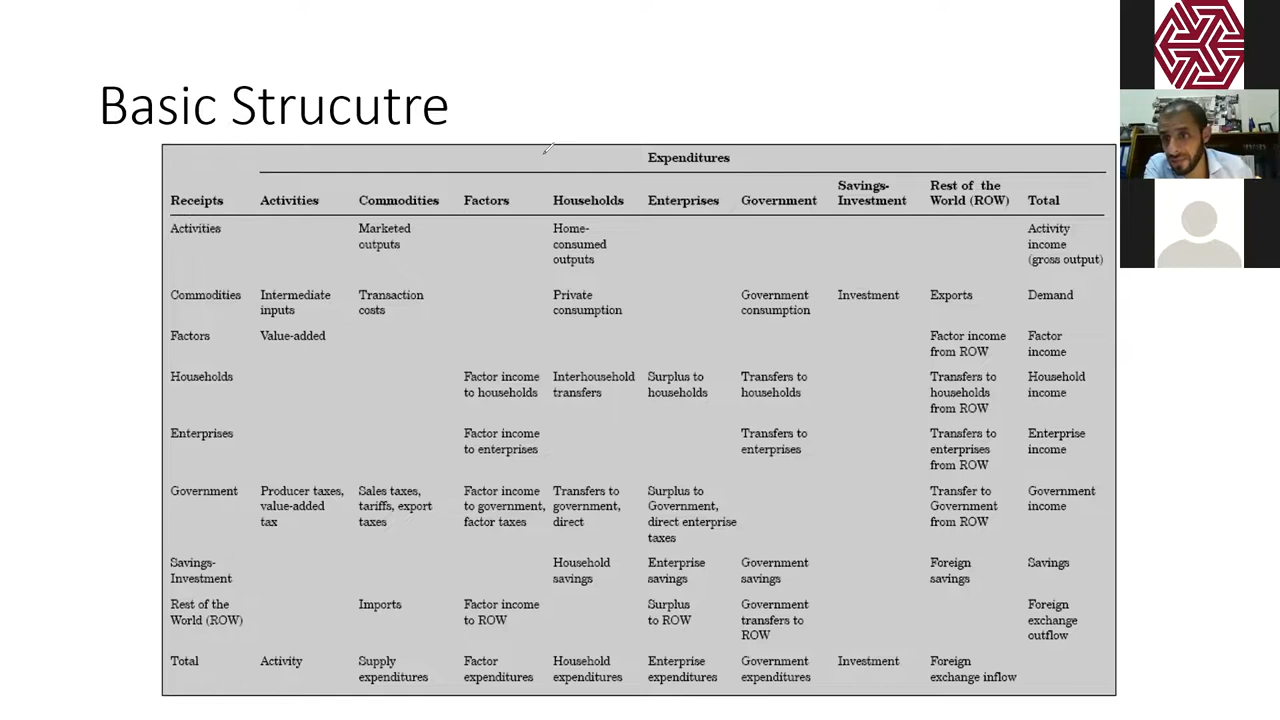 Basic Strucutre
Expenditures
Receipts Activities Commodities Factors Households Enterprises Government Savings-Investment Rest of the World (ROW) Total
Activities Marketed outputs Home-consumed outputs Activity income (gross output)
Commodities Intermediate inputs Transaction costs Private consumption Government consumption Investment Exports Demand
Factors Value-added Factor income from ROW Factor income
Households Factor income to households Interhousehold transfers Surplus to households Transfers to households Transfers to households from ROW Household income
Enterprises Factor income to enterprises Transfers to enterprises Transfers to enterprises from ROW Enterprise income
Government Producer taxes, value-added tax Sales taxes, tariffs, export taxes Factor income to government, factor taxes Transfers to government, direct Surplus to Government, direct enterprise taxes Transfer to Government from ROW Government income
Savings-Investment Household savings Enterprise savings Government savings Foreign savings Savings
Rest of the World (ROW) Imports Factor income to ROW Surplus to ROW Government transfers to ROW Foreign exchange outflow
Total Activity Supply expenditures Factor expenditures Household expenditures Enterprise expenditures Government expenditures Investment Foreign exchange inflow